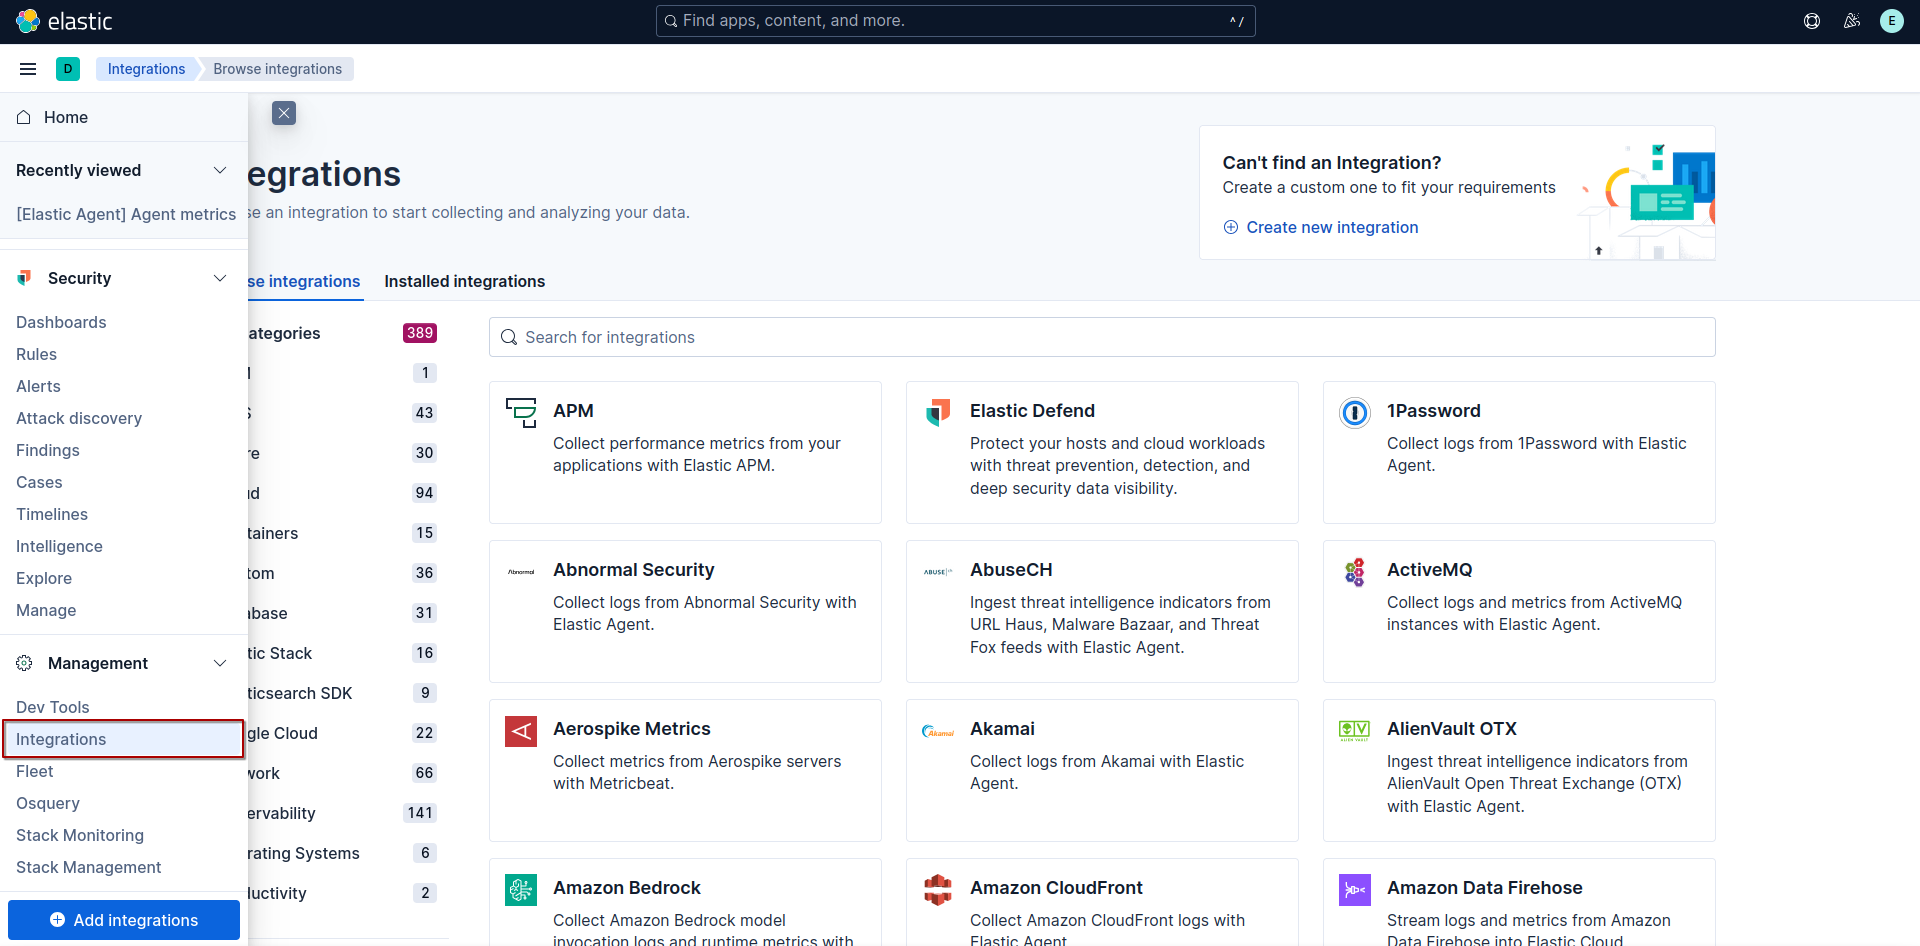 elastic
Find apps, content, and more.
^ /
E
D
Integrations
Browse integrations
Home
Recently viewed
[Elastic Agent] Agent metrics
Security
Dashboards
Rules
Alerts
Attack discovery
Findings
Cases
Timelines
Intelligence
Explore
Manage
Management
Dev Tools
Integrations
Fleet
Osquery
Stack Monitoring
Stack Management
Add integrations
egrations
se an integration to start collecting and analyzing your data.
Can't find an Integration?
Create a custom one to fit your requirements
Create new integration
se integrations
Installed integrations
ategories 389
1
43
re 30
ud 94
tainers 15
tom 36
base 31
tic Stack 16
ticsearch SDK 9
gle Cloud 22
work 66
ervability 141
rating Systems 6
ductivity 2
Search for integrations
APM
Collect performance metrics from your
applications with Elastic APM.
Elastic Defend
Protect your hosts and cloud workloads
with threat prevention, detection, and
deep security data visibility.
1Password
Collect logs from 1Password with Elastic
Agent.
Abnormal
Abnormal Security
Collect logs from Abnormal Security with
Elastic Agent.
ABUSE
AbuseCH
Ingest threat intelligence indicators from
URL Haus, Malware Bazaar, and Threat
Fox feeds with Elastic Agent.
ActiveMQ
Collect logs and metrics from ActiveMQ
instances with Elastic Agent.
Aerospike Metrics
Collect metrics from Aerospike servers
with Metricbeat.
Akamai
Akamai
Collect logs from Akamai with Elastic
Agent.
ALIEN VAULT
AlienVault OTX
Ingest threat intelligence indicators from
AlienVault Open Threat Exchange (OTX)
with Elastic Agent.
Amazon Bedrock
Collect Amazon Bedrock model
invocation logs and runtime metrics with
Amazon CloudFront
Collect Amazon CloudFront logs with
Elastic Agent.
Amazon Data Firehose
Stream logs and metrics from Amazon
Data Firehose into Elastic Cloud.